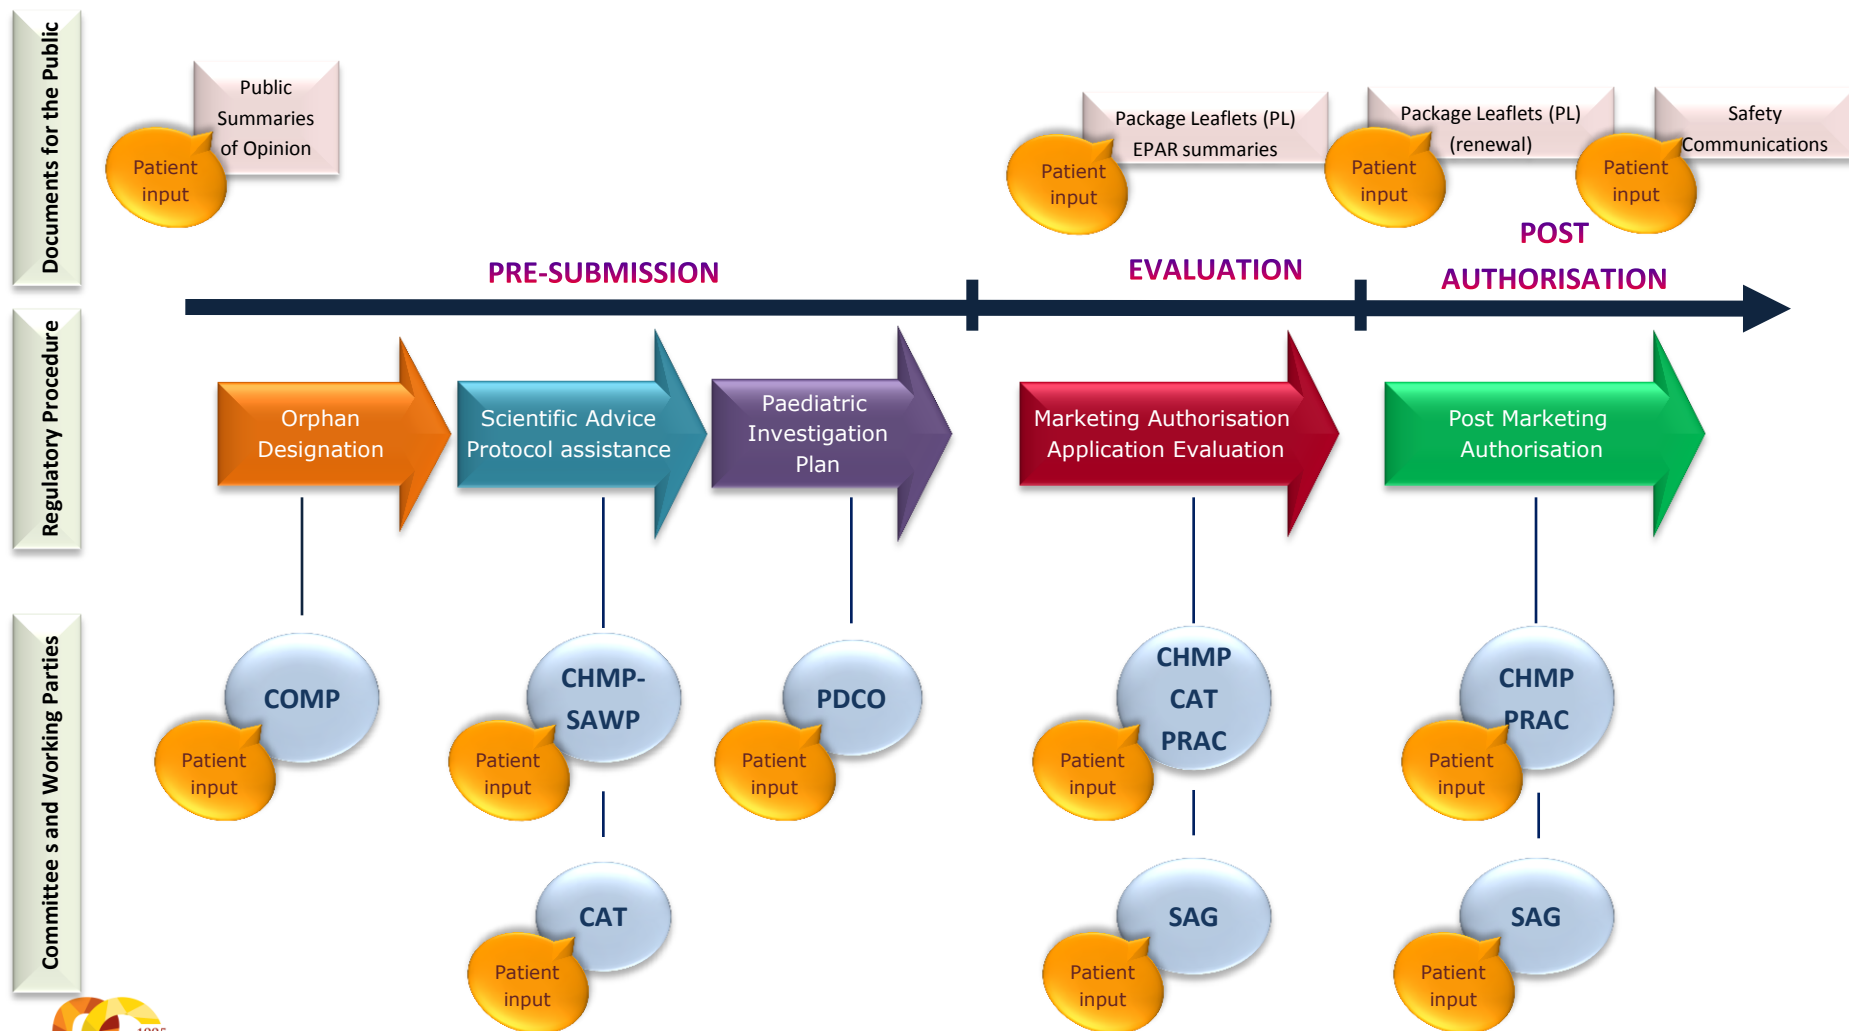 Documents for the Public
Public
Summaries
of Opinion
Patient
input
Package Leaflets (PL)
EPAR summaries
Patient
input
Package Leaflets (PL)
(renewal)
Patient
input
Safety
Communications
Patient
input
PRE-SUBMISSION
EVALUATION
POST
AUTHORISATION
Regulatory Procedure
Orphan
Designation
Scientific Advice
Protocol assistance
Paediatric
Investigation
Plan
Marketing Authorisation
Application Evaluation
Post Marketing
Authorisation
Committee s and Working Parties
COMP
Patient
input
CHMP-
SAWP
Patient
input
PDCO
Patient
input
CHMP
CAT
PRAC
Patient
input
CHMP
PRAC
Patient
input
CAT
Patient
input
SAG
Patient
input
SAG
Patient
input